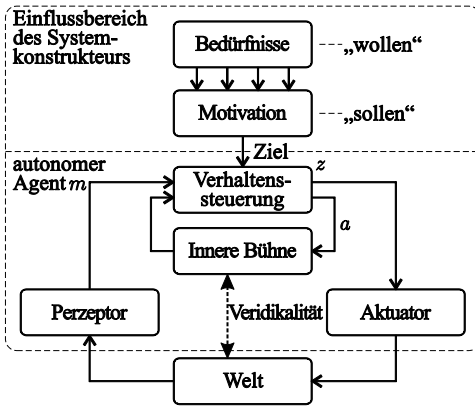 Einflussbereich
des System-
konstrukteurs
Bedürfnisse
„wollen“
Motivation
„sollen“
Ziel
autonomer
Agent m
Verhaltens-
steuerung
z
a
Innere Bühne
Perzeptor
Veridikalität
Aktuator
Welt